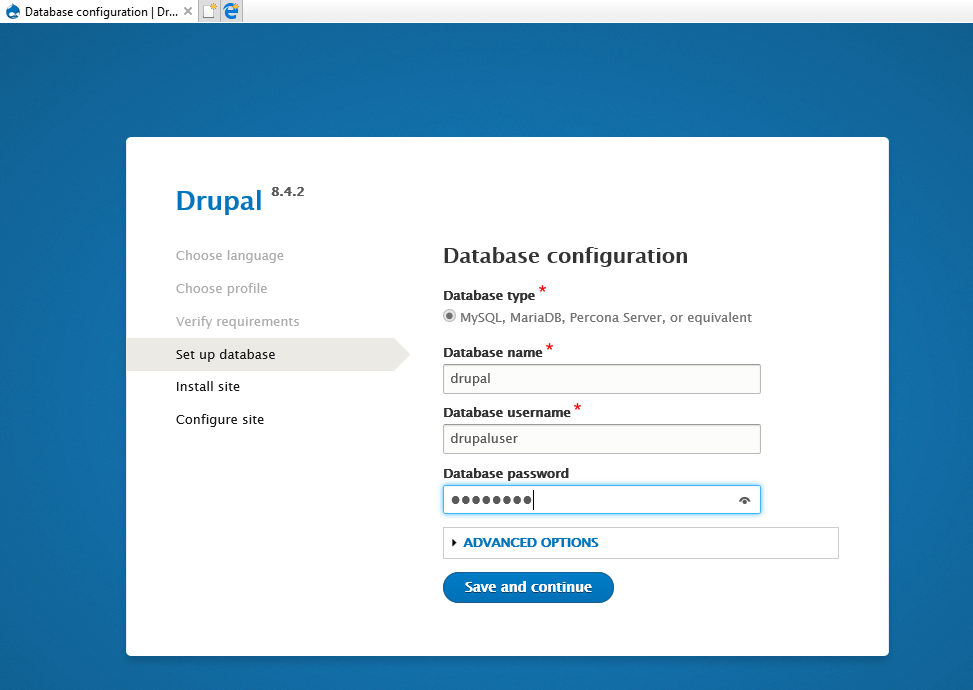 Database configuration | Dr...
Drupal 8.4.2
Choose language
Choose profile
Verify requirements
Set up database
Install site
Configure site
Database configuration
Database type *
MySQL, MariaDB, Percona Server, or equivalent
Database name *
drupal
Database username *
drupaluser
Database password
●●●●●●●●
ADVANCED OPTIONS
Save and continue